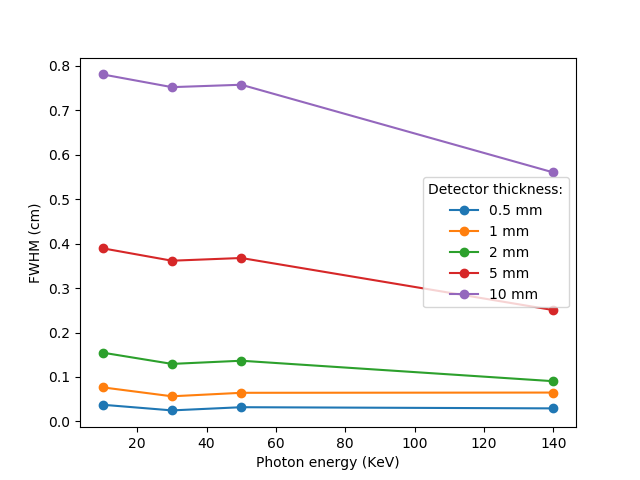 0.8
0.7
0.6
0.5
0.4
0.3
0.2
0.1
0.0
FWHM (cm)
Detector thickness:
0.5 mm
1 mm
2 mm
5 mm
10 mm
20 40 60 80 100 120 140
Photon energy (KeV)